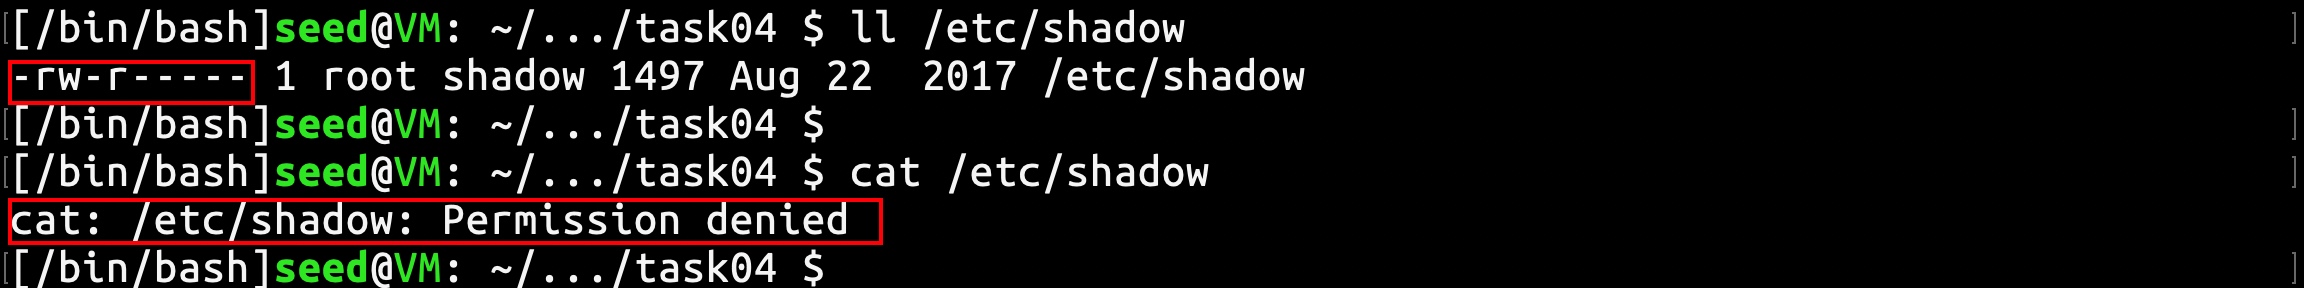 [/bin/bash]seed@VM: ~/.../task04 $ ll /etc/shadow
-rw-r----- 1 root shadow 1497 Aug 22  2017 /etc/shadow
[/bin/bash]seed@VM: ~/.../task04 $
[/bin/bash]seed@VM: ~/.../task04 $ cat /etc/shadow
cat: /etc/shadow: Permission denied
[/bin/bash]seed@VM: ~/.../task04 $